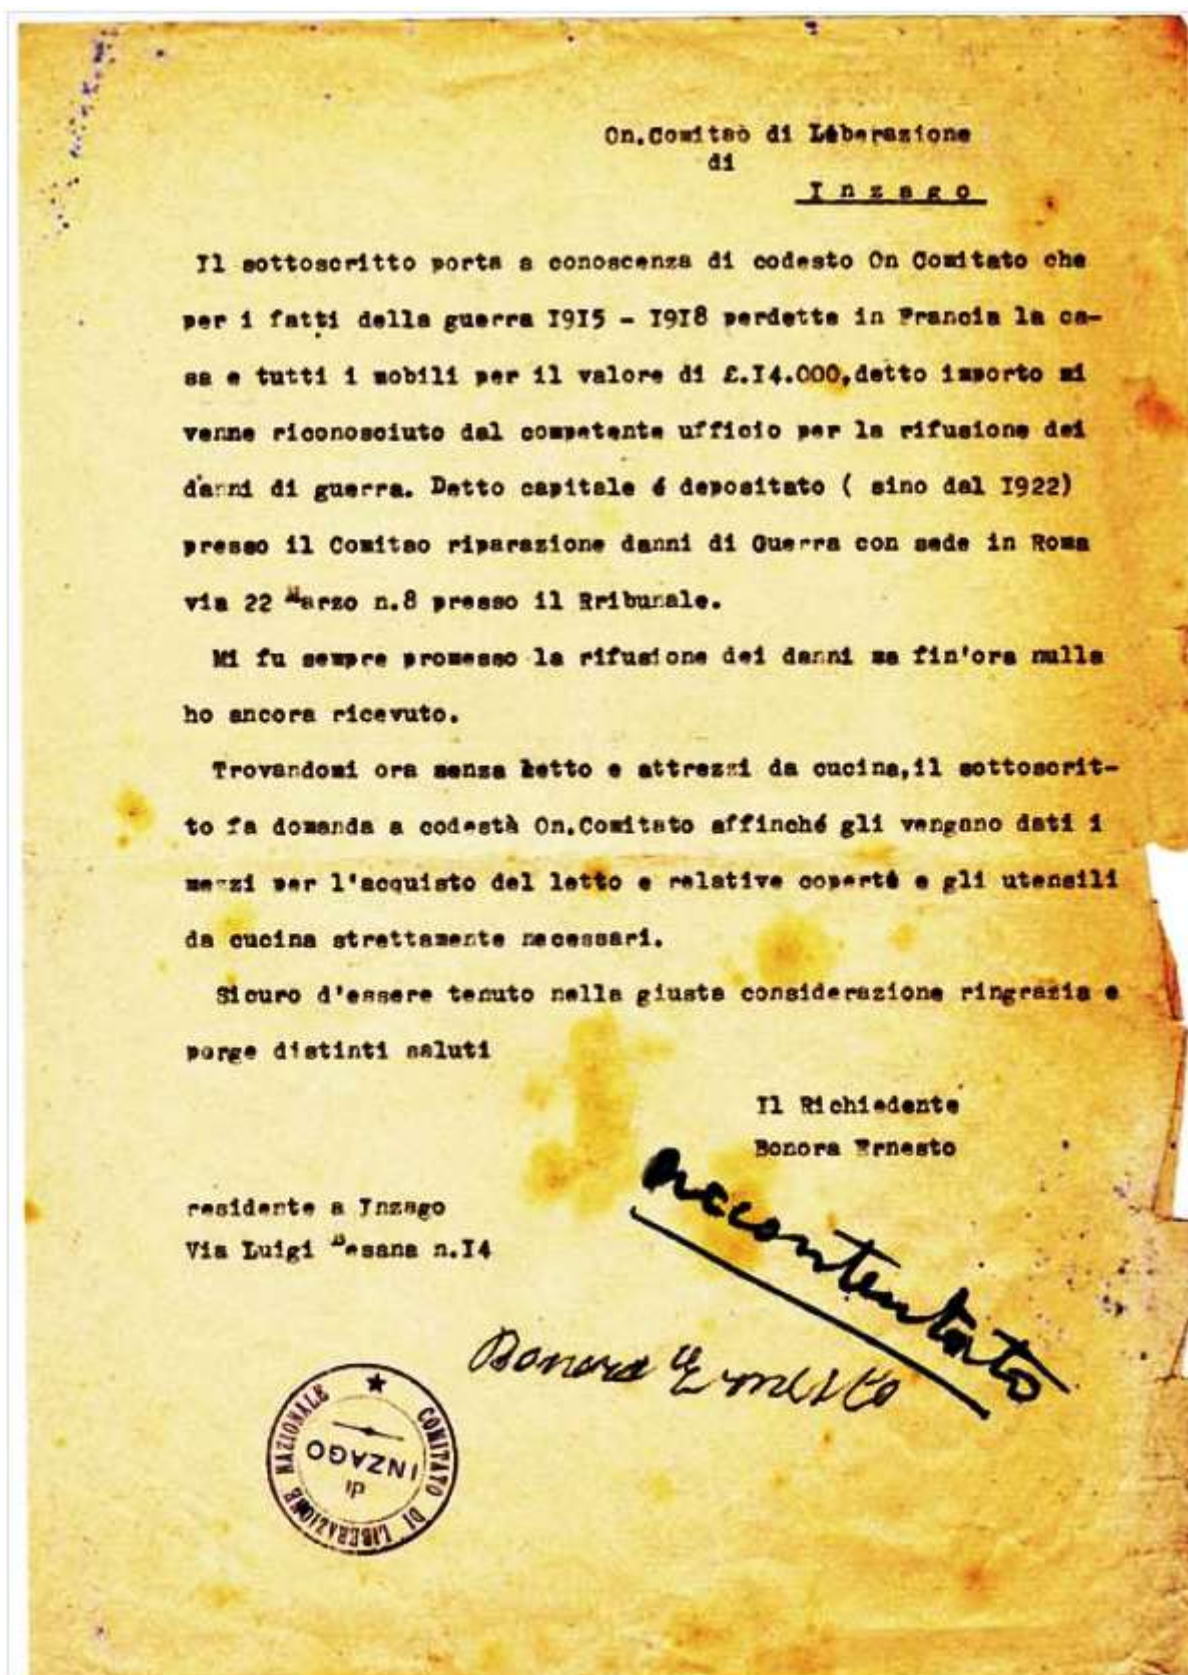 On.Comitaò di Liberazione
di
Inzago
Il sottoscritto porta a conoscenza di codesto On Comitato che
per i fatti della guerra I9I5 - I9I8 perdette in Francia la ca-
sa e tutti i mobili per il valore di £.I4.000,detto importo mi
venne riconosciuto dal competente ufficio per la rifusione dei
danni di guerra. Detto capitale é depositato ( sino dal I922)
presso il Comitao riparazione danni di Guerra con sede in Roma
via 22 Marzo n.8 presso il Rribunale.
Mi fu sempre promesso la rifusione dei danni ma fin'ora nulla
ho ancora ricevuto.
Trovandomi ora senza letto e attrezzi da cucina,il sottoscrit-
to fa domanda a codestà On.Comitato affinché gli vengano dati i
mezzi per l'acquisto del letto e relative coperté e gli utensili
da cucina strettamente necessari.
Sicuro d'essere tenuto nella giusta considerazione ringrazia e
porge distinti saluti
Il Richiedente
Bonora Ernesto
accontentato
residente a Inzago
Via Luigi Besana n.I4
Bonora Ernesto
COMITATO DI LIBERAZIONE NAZIONALE
di
INZAGO